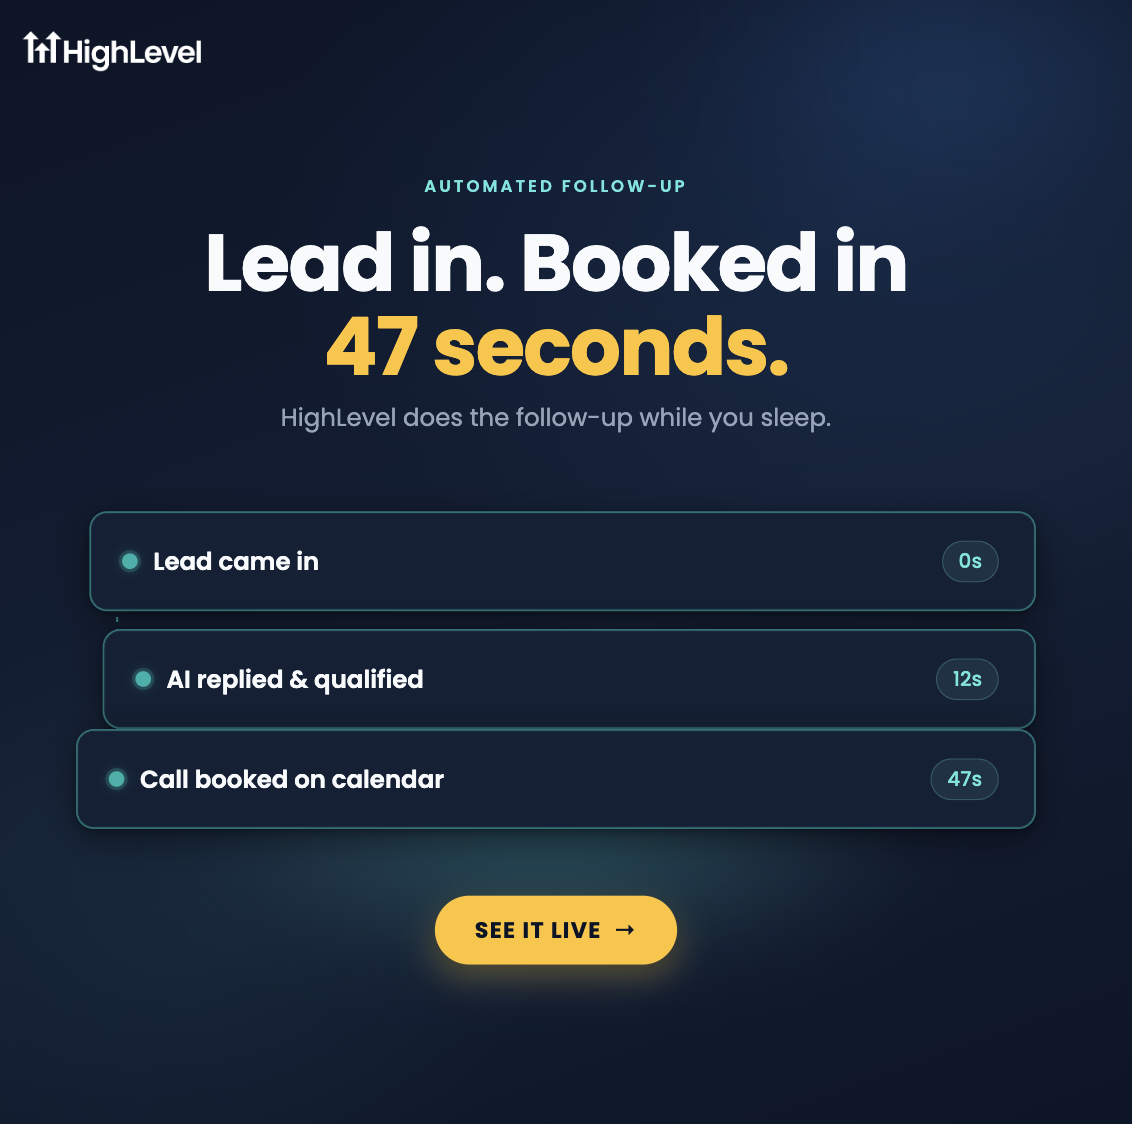 HighLevel
AUTOMATED FOLLOW-UP
Lead in. Booked in
47 seconds.
HighLevel does the follow-up while you sleep.
Lead came in 0s
AI replied & qualified 12s
Call booked on calendar 47s
SEE IT LIVE →